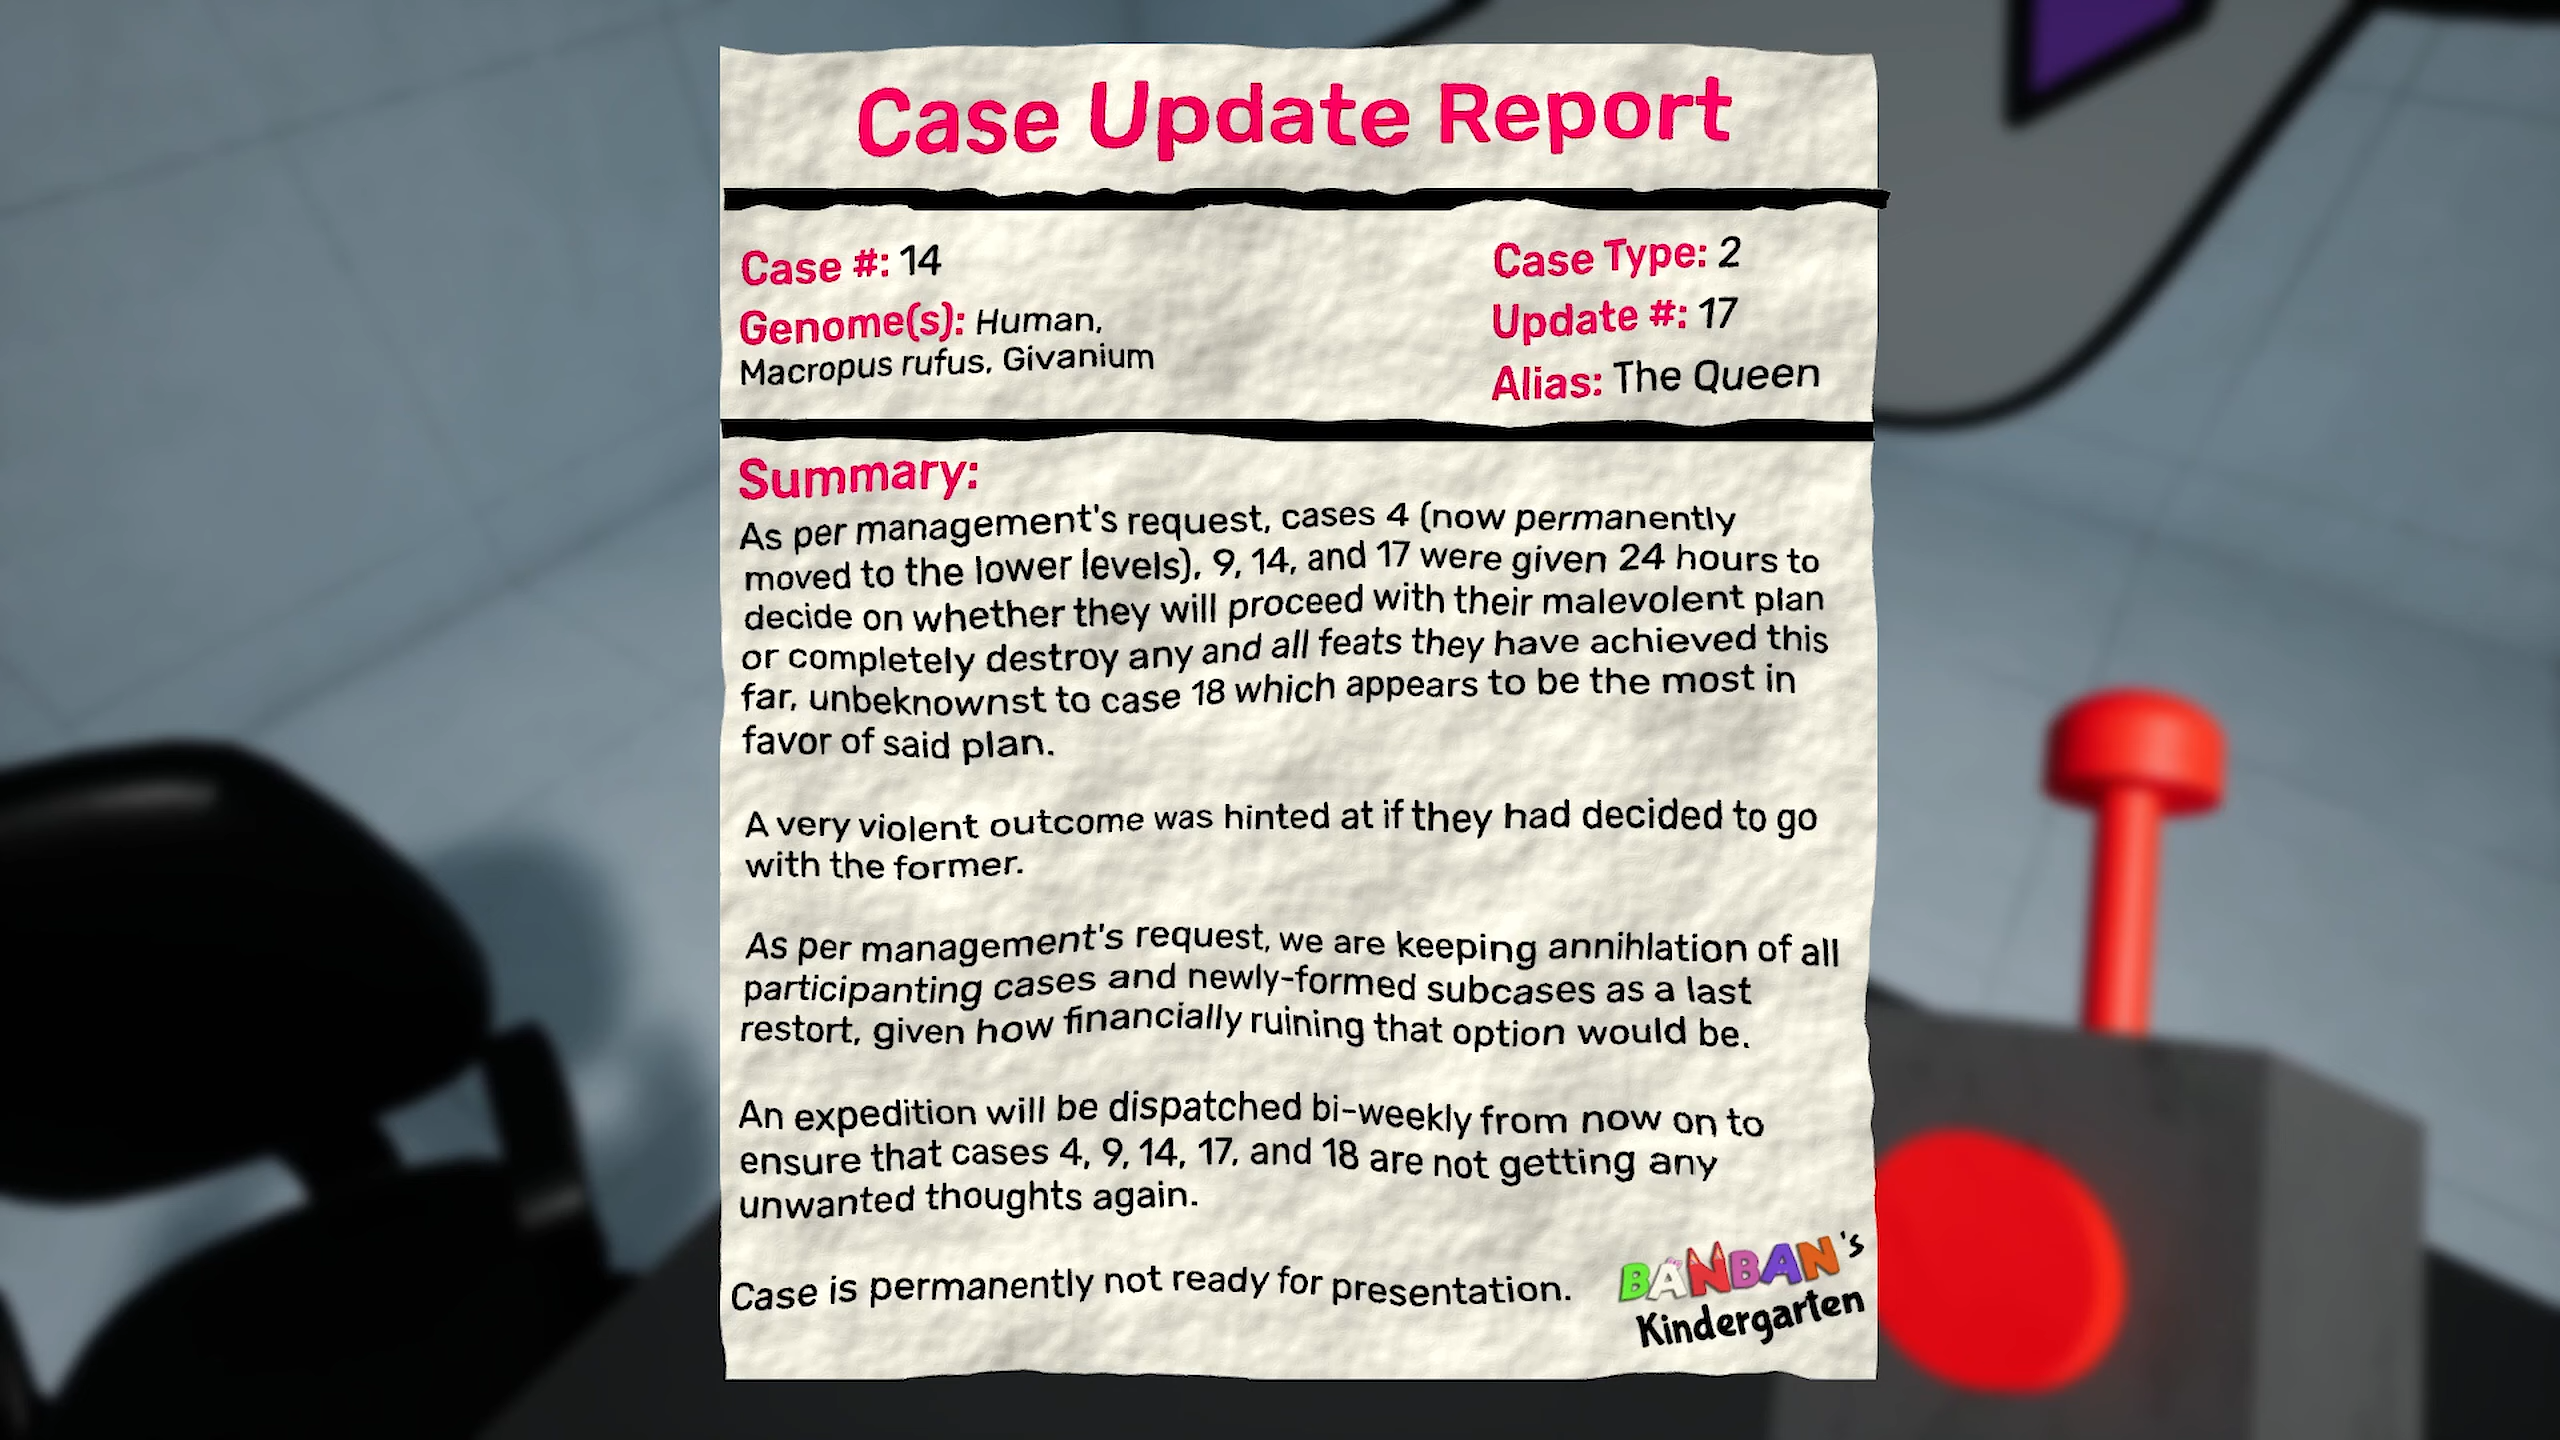 Case Update Report
Case #: 14
Genome(s): Human,
Macropus rufus, Givanium
Case Type: 2
Update #: 17
Alias: The Queen
Summary:
As per management's request, cases 4 (now permanently
moved to the lower levels), 9, 14, and 17 were given 24 hours to
decide on whether they will proceed with their malevolent plan
or completely destroy any and all feats they have achieved this
far, unbeknownst to case 18 which appears to be the most in
favor of said plan.
A very violent outcome was hinted at if they had decided to go
with the former.
As per management's request, we are keeping annihlation of all
participanting cases and newly-formed subcases as a last
restort, given how financially ruining that option would be.
An expedition will be dispatched bi-weekly from now on to
ensure that cases 4, 9, 14, 17, and 18 are not getting any
unwanted thoughts again.
Case is permanently not ready for presentation.
BANBAN's
Kindergarten